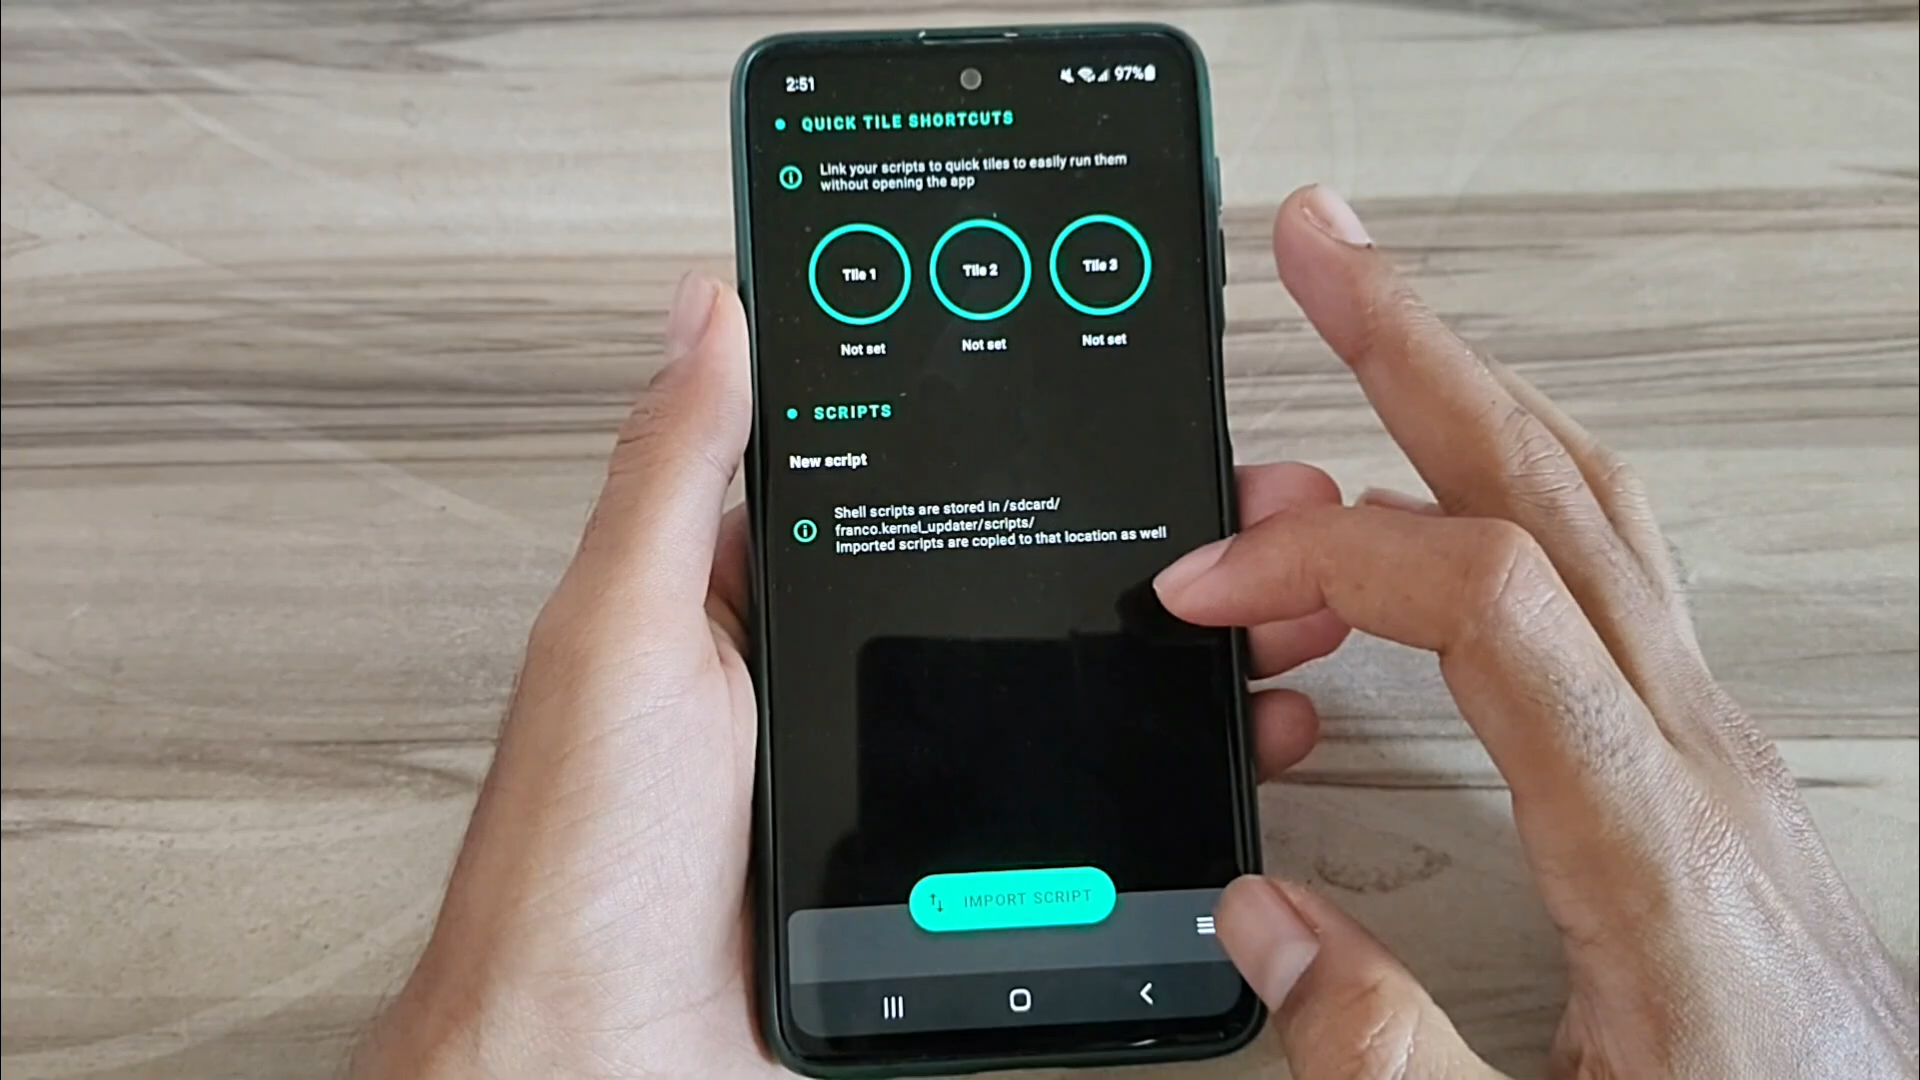 2:51
97%
QUICK TILE SHORTCUTS
Link your scripts to quick tiles to easily run them
without opening the app
Tile 1
Tile 2
Tile 3
Not set
Not set
Not set
SCRIPTS
New script
Shell scripts are stored in /sdcard/
franco.kernel_updater/scripts/
Imported scripts are copied to that location as well
IMPORT SCRIPT